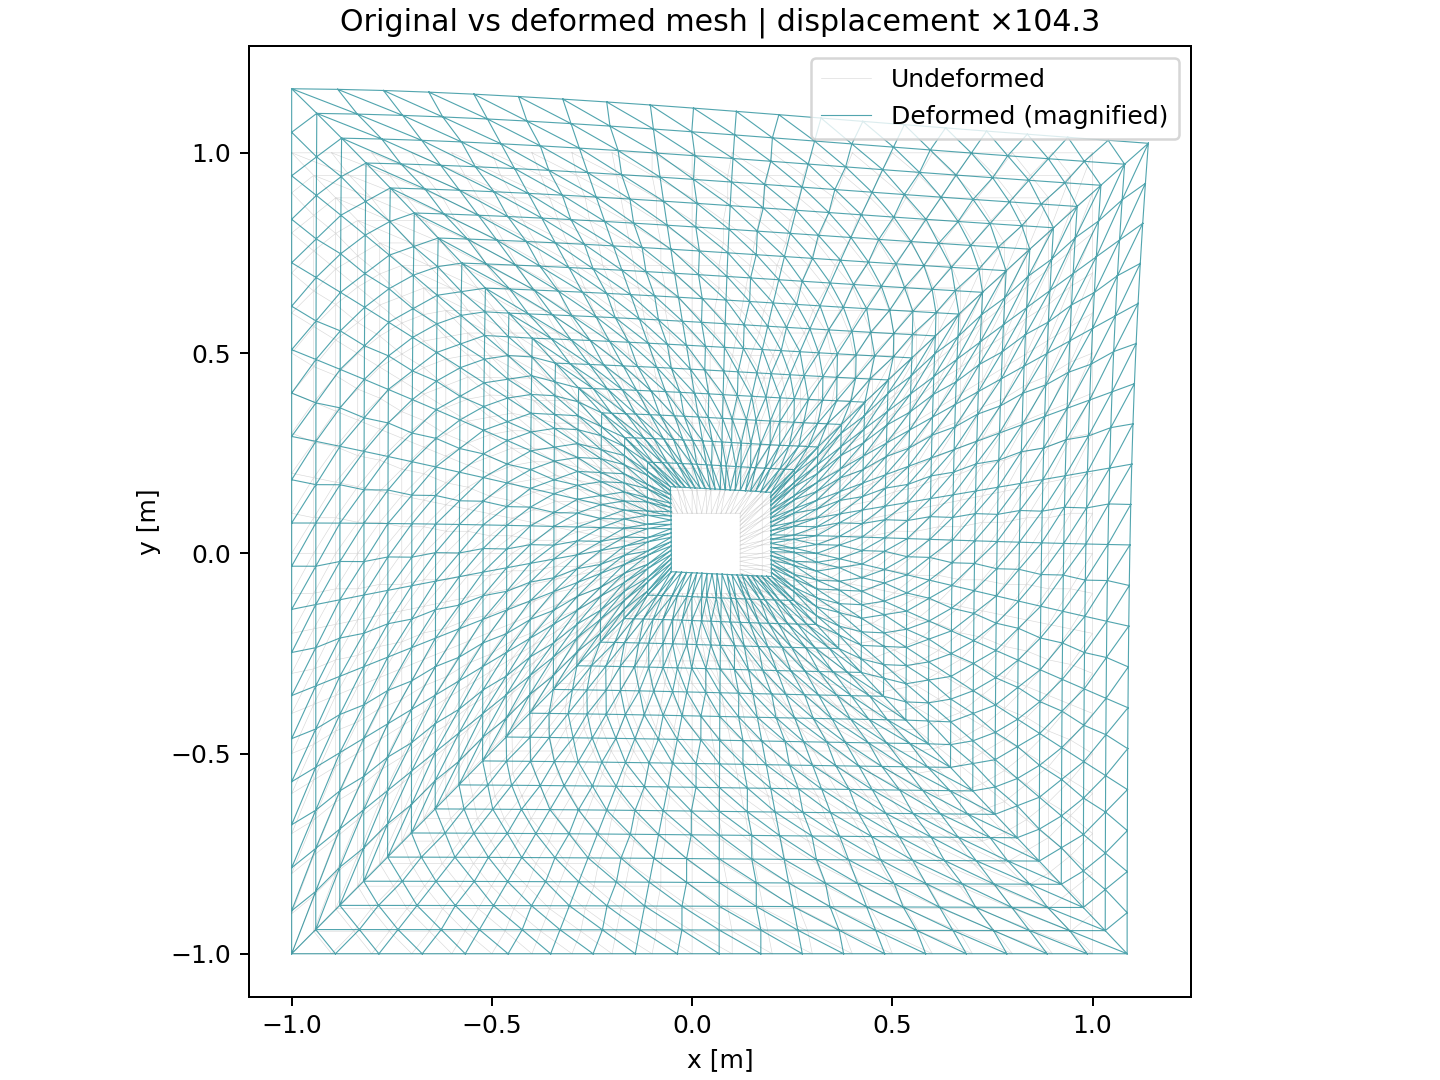 Original vs deformed mesh | displacement ×104.3
Undeformed
Deformed (magnified)
1.0
0.5
0.0
−0.5
−1.0
y [m]
−1.0
−0.5
0.0
0.5
1.0
x [m]